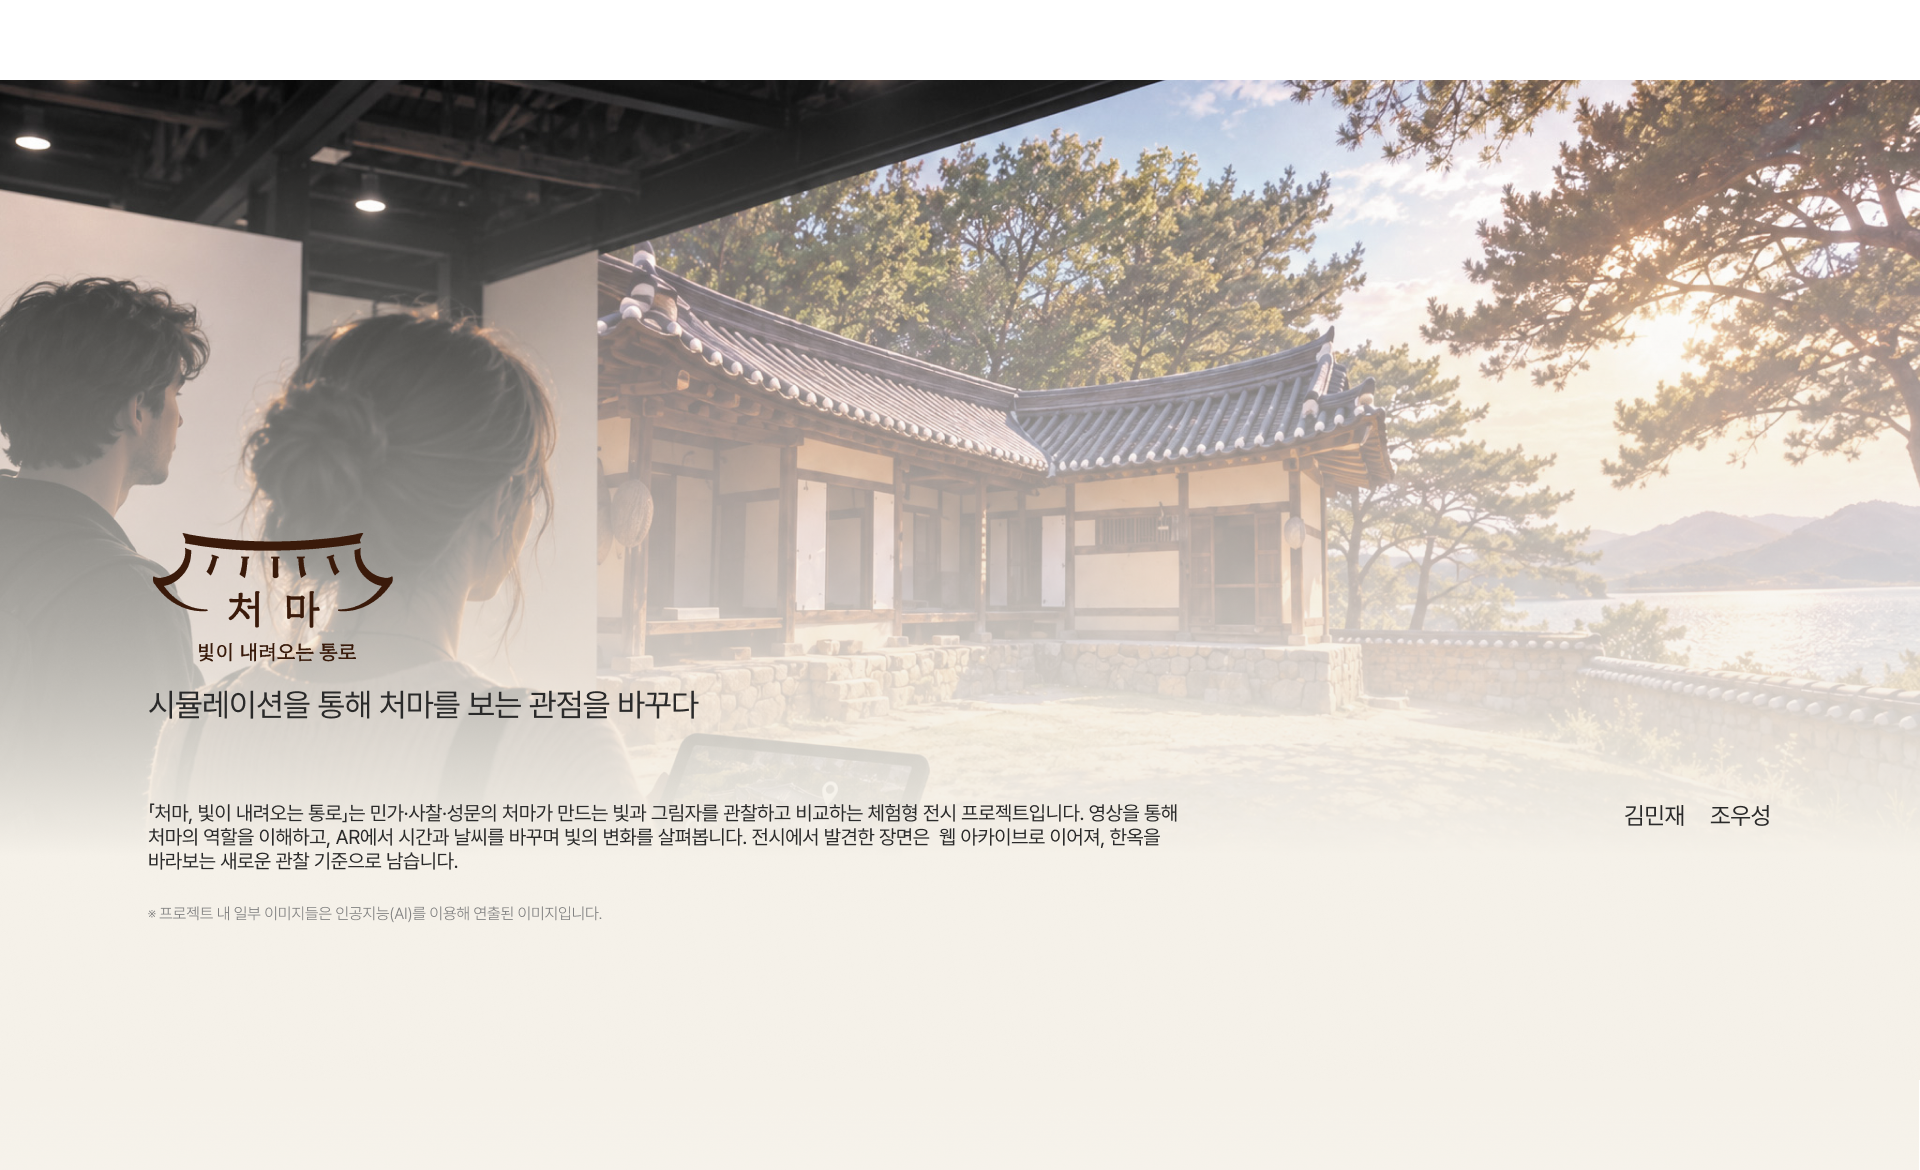 처 마
빛이 내려오는 통로
시뮬레이션을 통해 처마를 보는 관점을 바꾸다
「처마, 빛이 내려오는 통로」는 민가·사찰·성문의 처마가 만드는 빛과 그림자를 관찰하고 비교하는 체험형 전시 프로젝트입니다. 영상을 통해
처마의 역할을 이해하고, AR에서 시간과 날씨를 바꾸며 빛의 변화를 살펴봅니다. 전시에서 발견한 장면은 웹 아카이브로 이어져, 한옥을
바라보는 새로운 관찰 기준으로 남습니다.
김민재 조우성
※ 프로젝트 내 일부 이미지들은 인공지능(AI)를 이용해 연출된 이미지입니다.